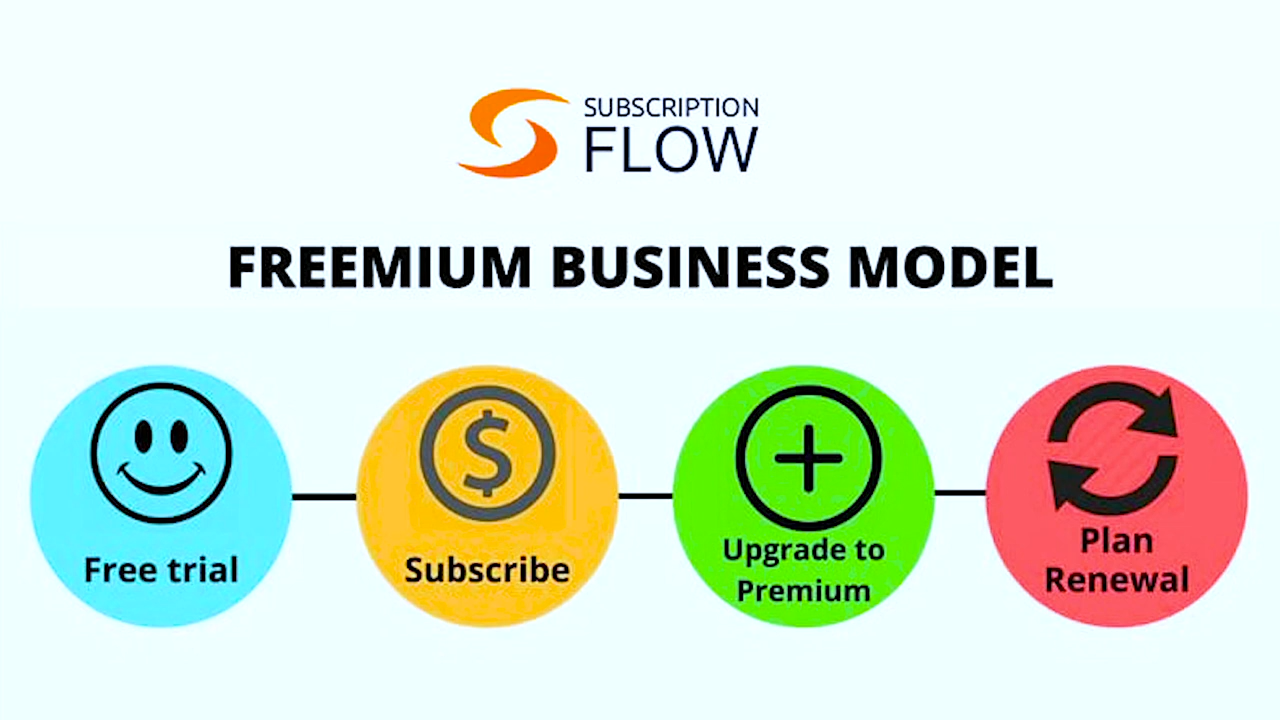 SUBSCRIPTION
FLOW
FREEMIUM BUSINESS MODEL
Free trial
Subscribe
$
Upgrade to
Premium
Plan
Renewal